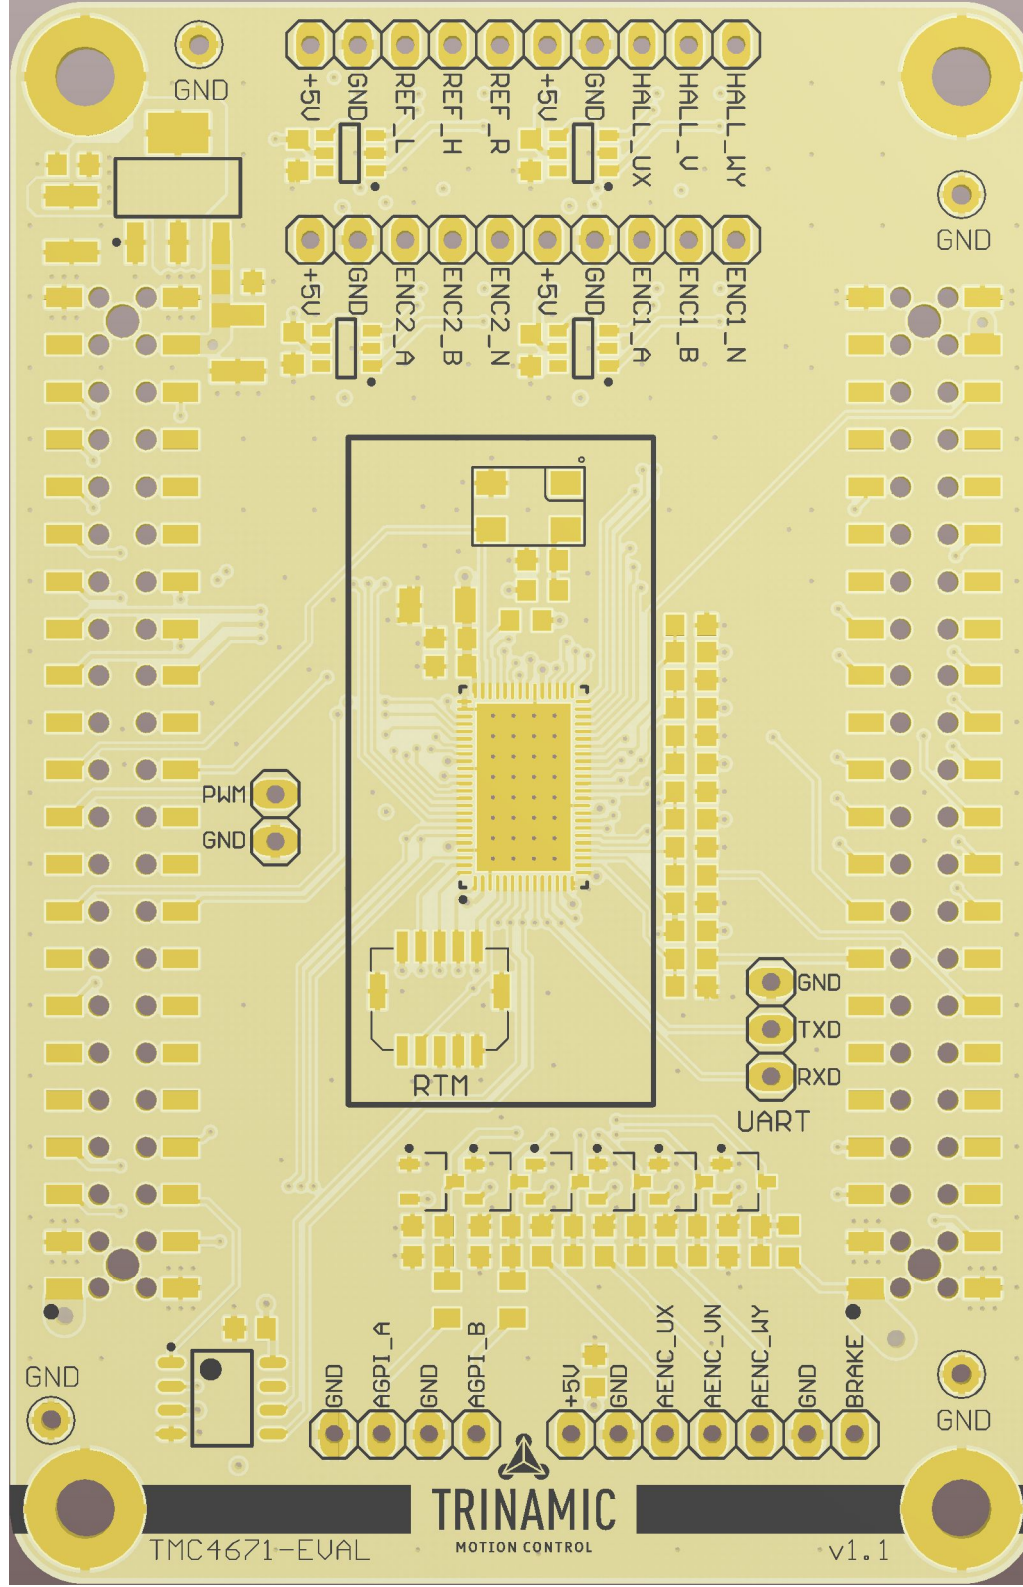 GND
+5V
GND
REF_L
REF_H
REF_R
+5V
GND
HALL_UX
HALL_V
HALL_WY
GND
+5V
GND
ENC2_A
ENC2_B
ENC2_N
+5V
GND
ENC1_A
ENC1_B
ENC1_N
PWM
GND
GND
TXD
RXD
UART
RTM
GND
AGPI_A
GND
AGPI_B
+5V
GND
AENC_UX
AENC_VN
AENC_WY
GND
BRAKE
GND
GND
TRINAMIC
MOTION CONTROL
TMC4671-EVAL
v1.1